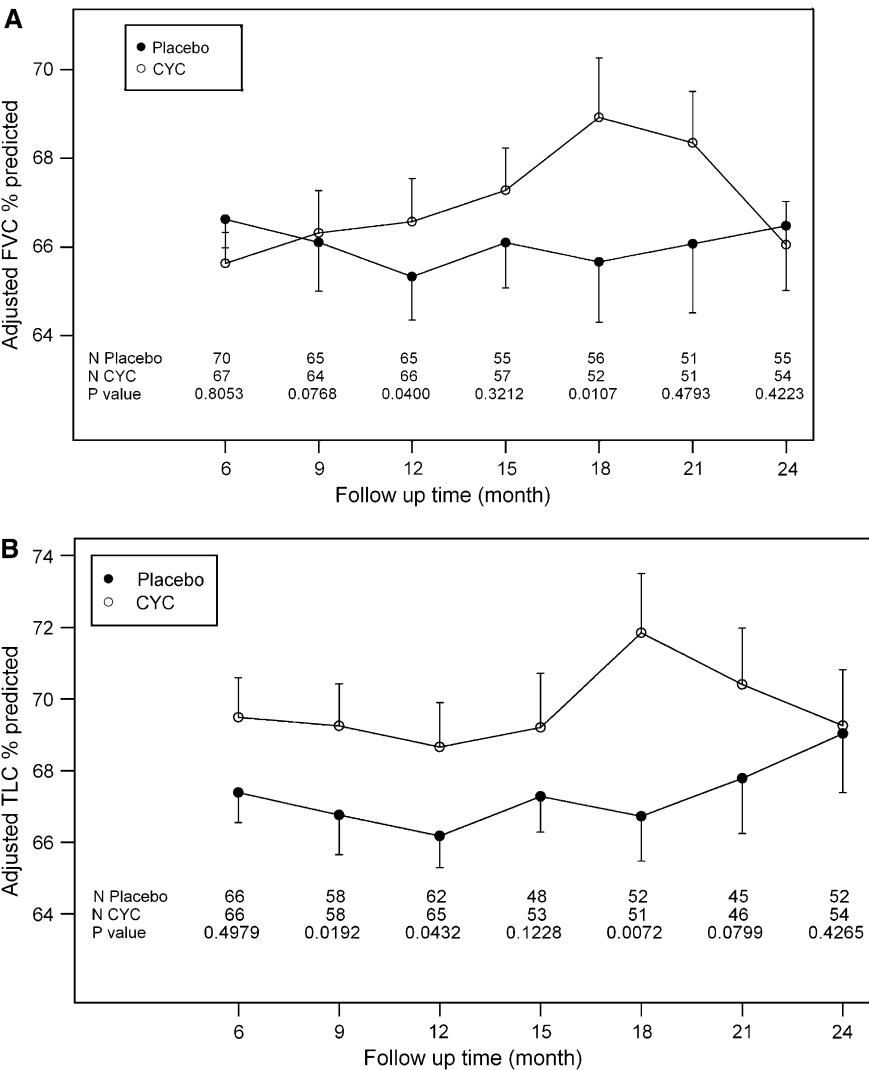 A
Placebo
CYC
Adjusted FVC % predicted
70
68
66
64
N Placebo 70 65 65 55 56 51 55
N CYC 67 64 66 57 52 51 54
P value 0.8053 0.0768 0.0400 0.3212 0.0107 0.4793 0.4223
6 9 12 15 18 21 24
Follow up time (month)
B
Placebo
CYC
Adjusted TLC % predicted
74
72
70
68
66
64
N Placebo 66 58 62 48 52 45 52
N CYC 66 58 65 53 51 46 54
P value 0.4979 0.0192 0.0432 0.1228 0.0072 0.0799 0.4265
6 9 12 15 18 21 24
Follow up time (month)